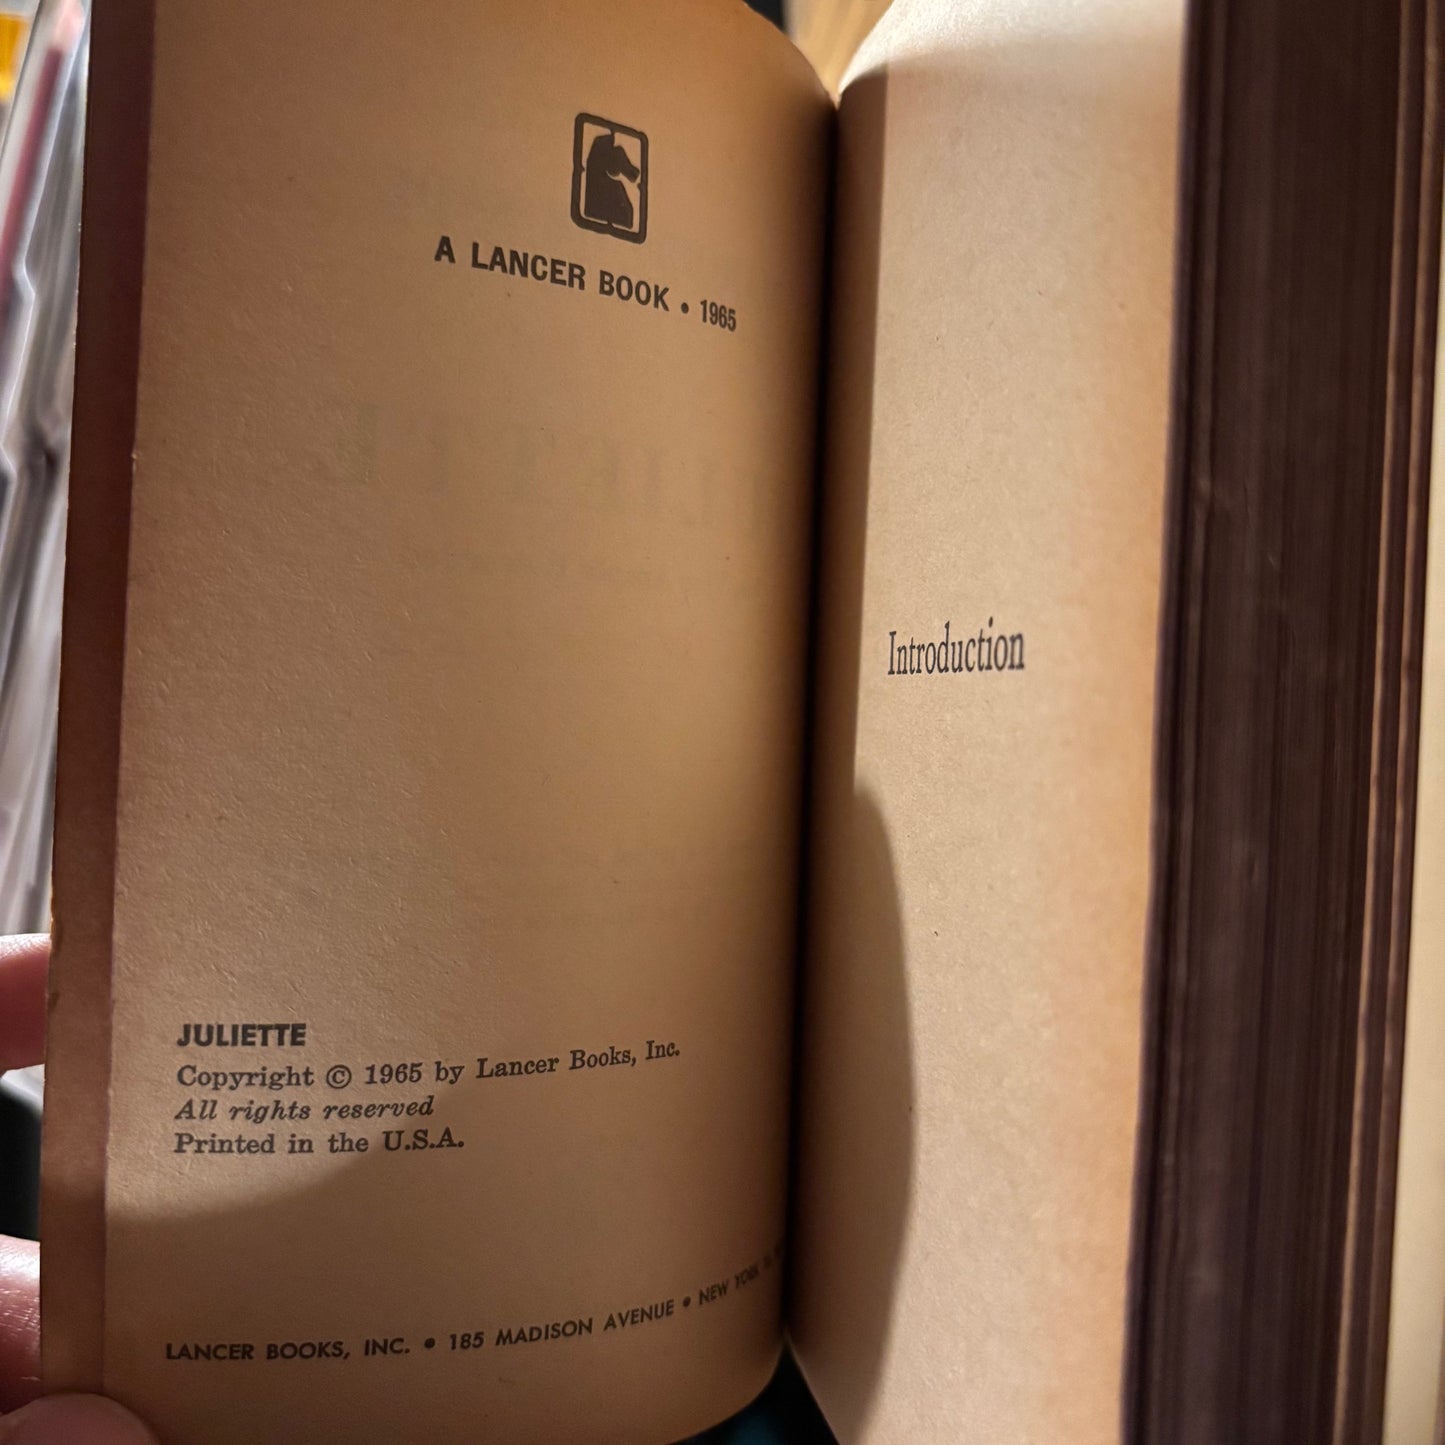 A LANCER BOOK • 1965
JULIETTE
Copyright © 1965 by Lancer Books, Inc.
All rights reserved
Printed in the U.S.A.
LANCER BOOKS, INC. • 185 MADISON AVENUE • NEW YORK
Introduction